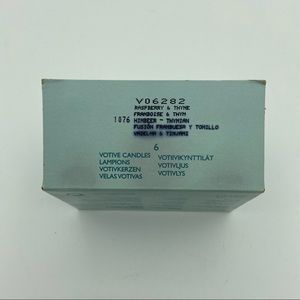 V06282
RASPBERRY & THYME
FRAMBOISE & THYM
1076 HIMBEER - THYMIAN
FUSIÓN FRAMBUESA Y TOMILLO
VADELMA & TIMJAMI
6
VOTIVE CANDLES VOTIIVIKYNTTILÄT
LAMPIONS VOTIVLJUS
VOTIVKERZEN VOTIVLYS
VELAS VOTIVAS